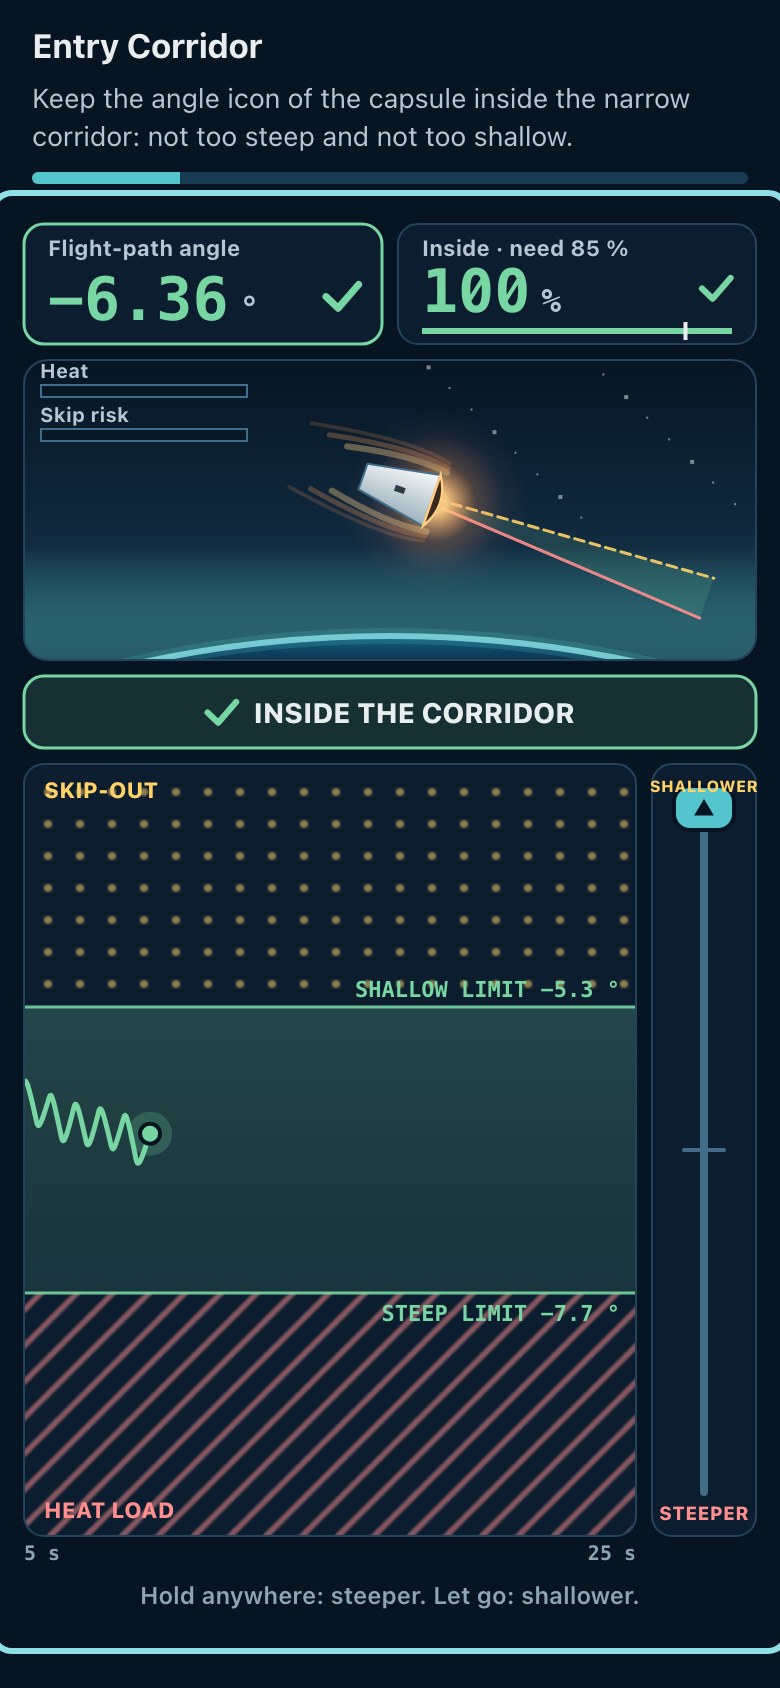 Entry Corridor
Keep the angle icon of the capsule inside the narrow
corridor: not too steep and not too shallow.
Flight-path angle
−6.36 °
Inside · need 85 %
100 %
Heat
Skip risk
INSIDE THE CORRIDOR
SKIP-OUT
SHALLOWER
SHALLOW LIMIT −5.3 °
STEEP LIMIT −7.7 °
HEAT LOAD
STEEPER
5 s
25 s
Hold anywhere: steeper. Let go: shallower.